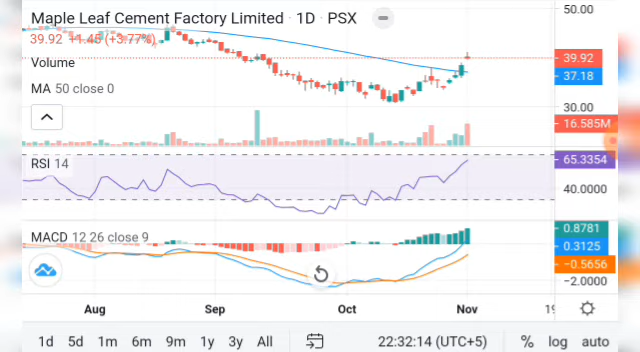 Maple Leaf Cement Factory Limited · 1D · PSX
50.00
39.92 +1.45 (+3.77%)
39.92
Volume
37.18
MA 50 close 0
30.00
16.585M
RSI 14
65.3354
40.0000
MACD 12 26 close 9
0.8781
0.3125
-0.5656
-2.0000
Aug Sep Oct Nov 19
1d 5d 1m 6m 9m 1y 3y All 22:32:14 (UTC+5) % log auto